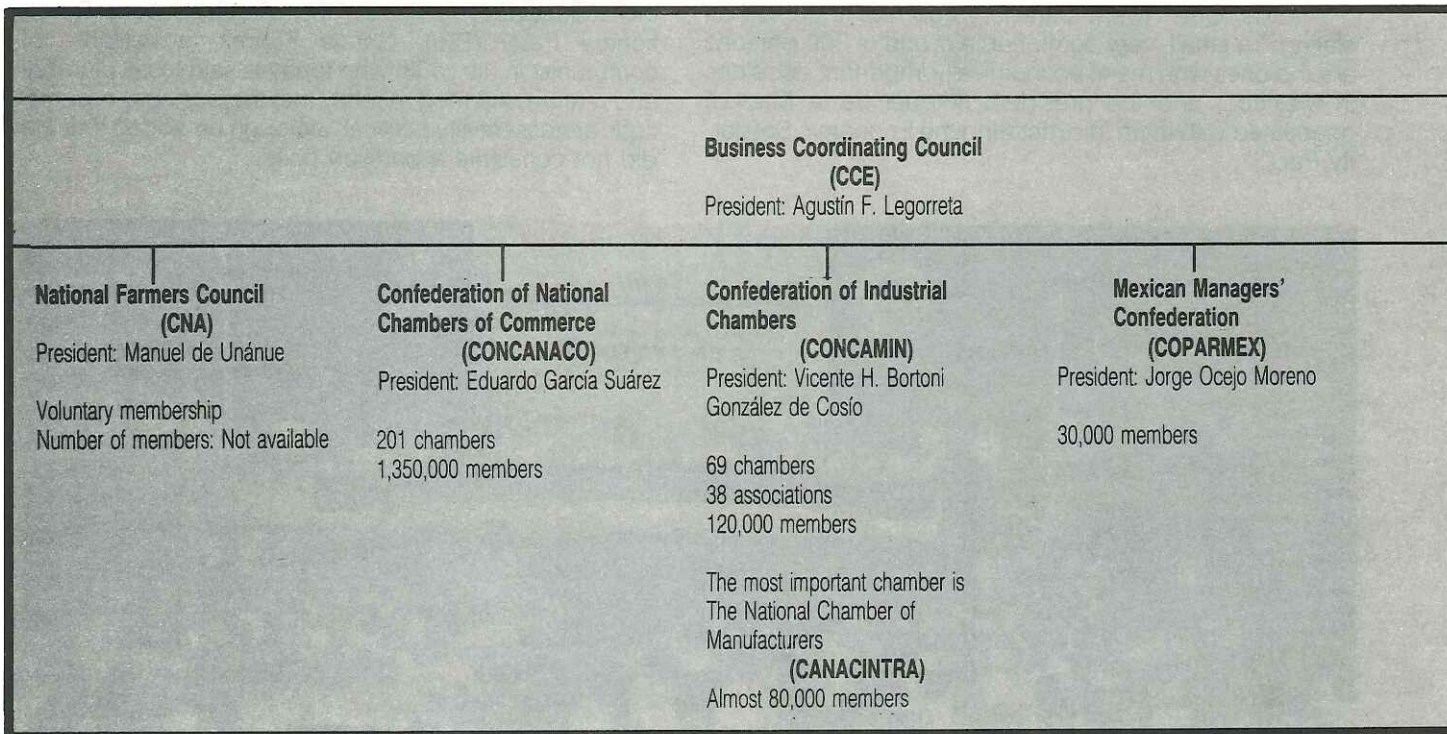 Business Coordinating Council
(CCE)
President: Agustín F. Legorreta
National Farmers Council
(CNA)
President: Manuel de Unánue
Voluntary membership
Number of members: Not available
Confederation of National
Chambers of Commerce
(CONCANACO)
President: Eduardo García Suárez
201 chambers
1,350,000 members
Confederation of Industrial
Chambers
(CONCAMIN)
President: Vicente H. Bortoni
González de Cosío
69 chambers
38 associations
120,000 members
The most important chamber is
The National Chamber of
Manufacturers
(CANACINTRA)
Almost 80,000 members
Mexican Managers'
Confederation
(COPARMEX)
President: Jorge Ocejo Moreno
30,000 members